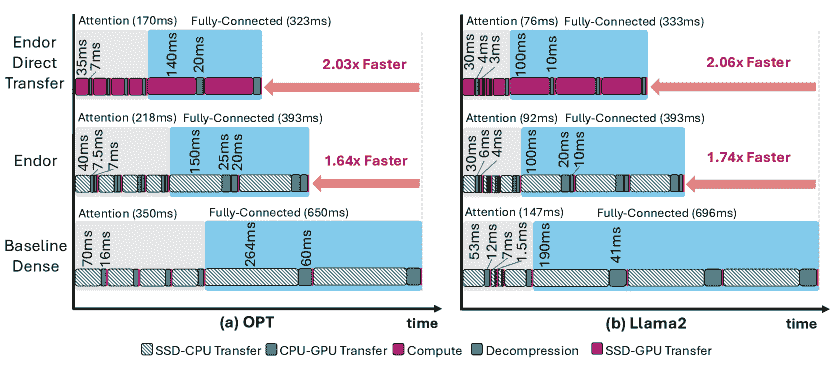 Attention (170ms) Fully-Connected (323ms)
Endor
Direct
Transfer
35ms
7ms
140ms
20ms
2.03x Faster
Attention (218ms) Fully-Connected (393ms)
Endor
40ms
7.5ms
7ms
150ms
25ms
20ms
1.64x Faster
Attention (350ms) Fully-Connected (650ms)
Baseline
Dense
70ms
16ms
264ms
60ms
(a) OPT
time
Attention (76ms) Fully-Connected (333ms)
30ms
4ms
3ms
100ms
10ms
2.06x Faster
Attention (92ms) Fully-Connected (393ms)
30ms
6ms
4ms
100ms
20ms
10ms
1.74x Faster
Attention (147ms) Fully-Connected (696ms)
53ms
12ms
7ms
1.5ms
190ms
41ms
(b) Llama2
time
SSD-CPU Transfer CPU-GPU Transfer Compute Decompression SSD-GPU Transfer